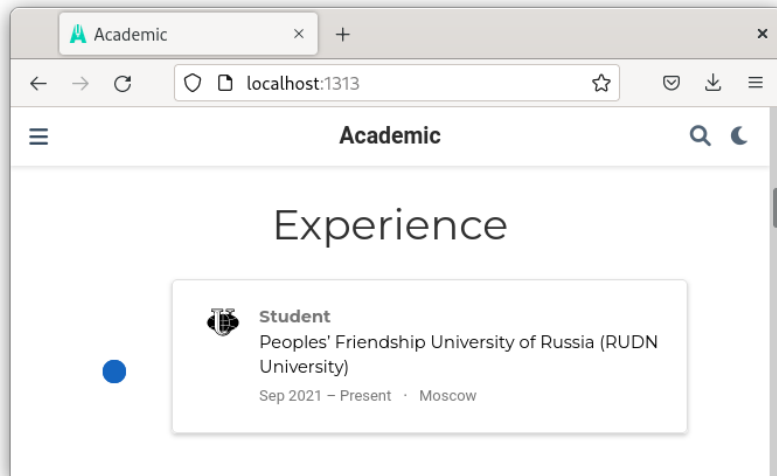 Academic
localhost:1313
Academic
Experience
Student
Peoples’ Friendship University of Russia (RUDN
University)
Sep 2021 – Present · Moscow